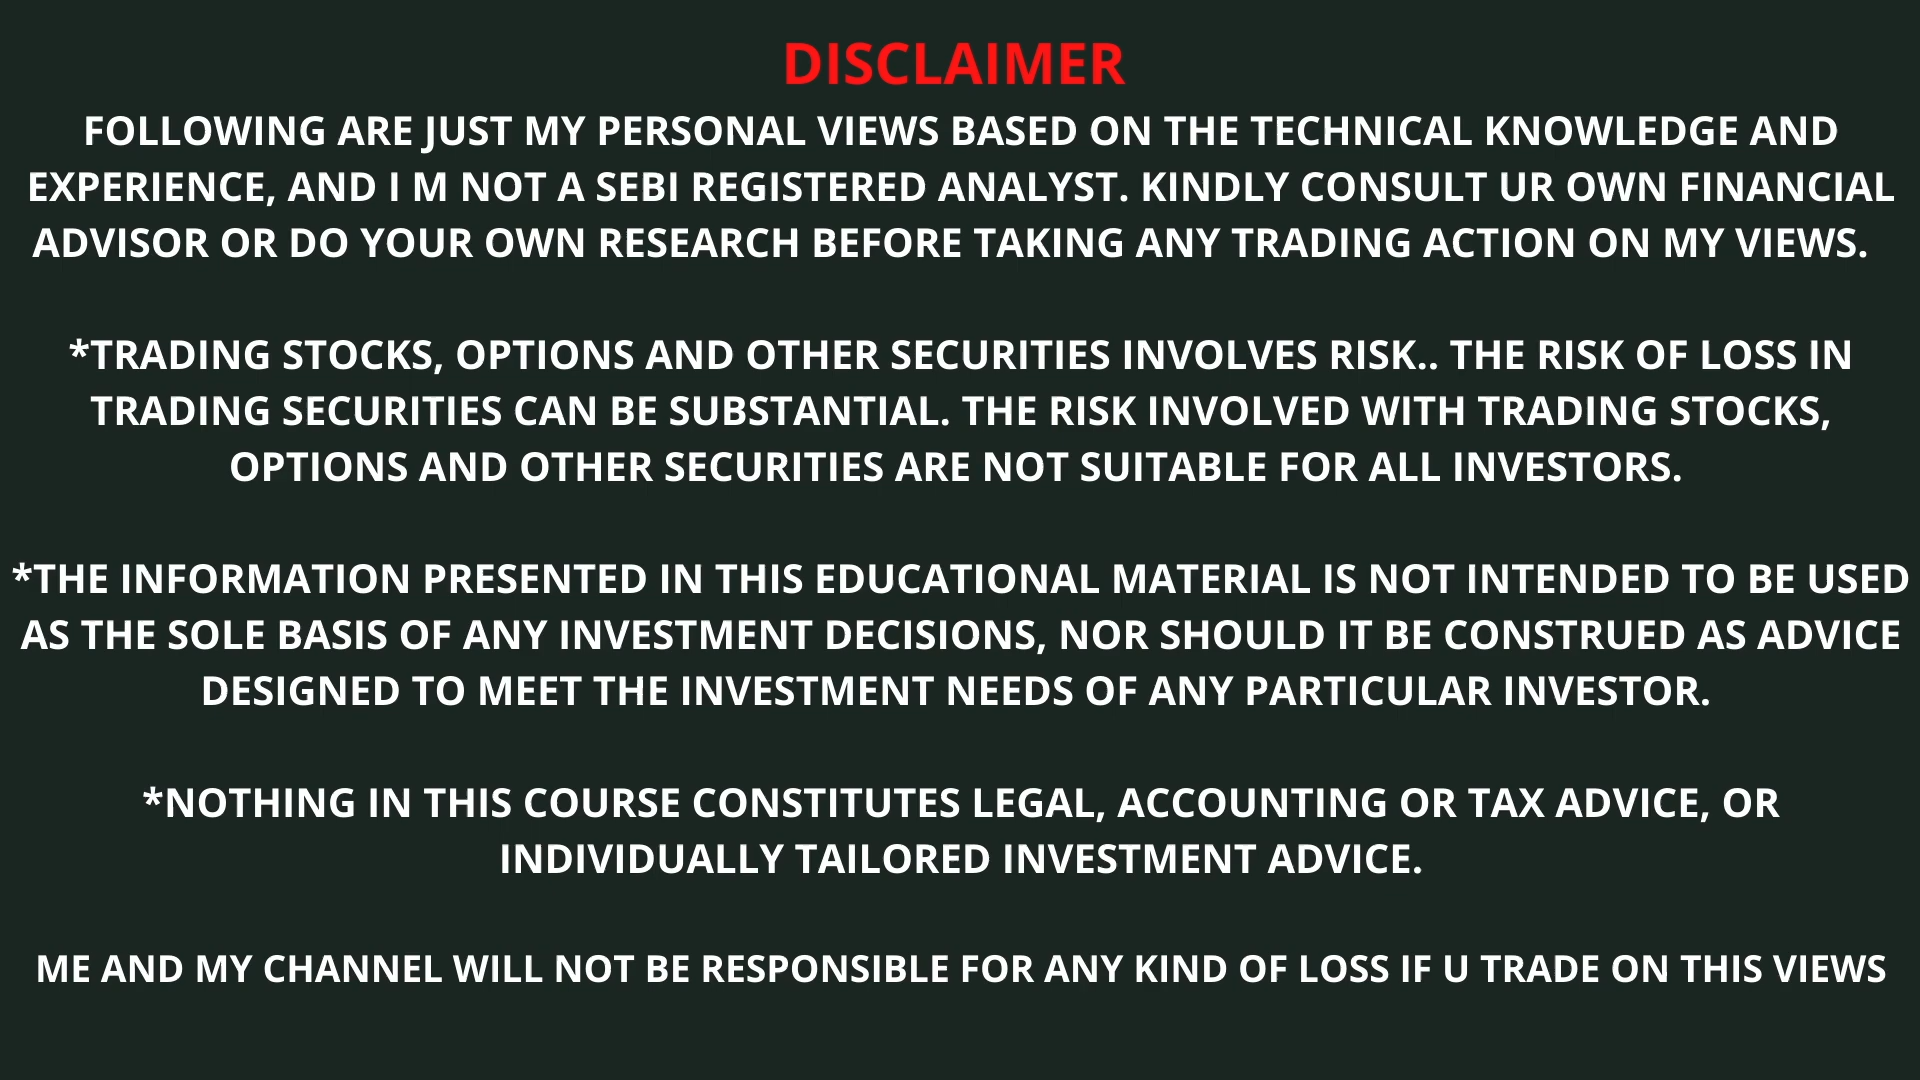 DISCLAIMER
FOLLOWING ARE JUST MY PERSONAL VIEWS BASED ON THE TECHNICAL KNOWLEDGE AND
EXPERIENCE, AND I M NOT A SEBI REGISTERED ANALYST. KINDLY CONSULT UR OWN FINANCIAL
ADVISOR OR DO YOUR OWN RESEARCH BEFORE TAKING ANY TRADING ACTION ON MY VIEWS.
*TRADING STOCKS, OPTIONS AND OTHER SECURITIES INVOLVES RISK.. THE RISK OF LOSS IN
TRADING SECURITIES CAN BE SUBSTANTIAL. THE RISK INVOLVED WITH TRADING STOCKS,
OPTIONS AND OTHER SECURITIES ARE NOT SUITABLE FOR ALL INVESTORS.
*THE INFORMATION PRESENTED IN THIS EDUCATIONAL MATERIAL IS NOT INTENDED TO BE USED
AS THE SOLE BASIS OF ANY INVESTMENT DECISIONS, NOR SHOULD IT BE CONSTRUED AS ADVICE
DESIGNED TO MEET THE INVESTMENT NEEDS OF ANY PARTICULAR INVESTOR.
*NOTHING IN THIS COURSE CONSTITUTES LEGAL, ACCOUNTING OR TAX ADVICE, OR
INDIVIDUALLY TAILORED INVESTMENT ADVICE.
ME AND MY CHANNEL WILL NOT BE RESPONSIBLE FOR ANY KIND OF LOSS IF U TRADE ON THIS VIEWS